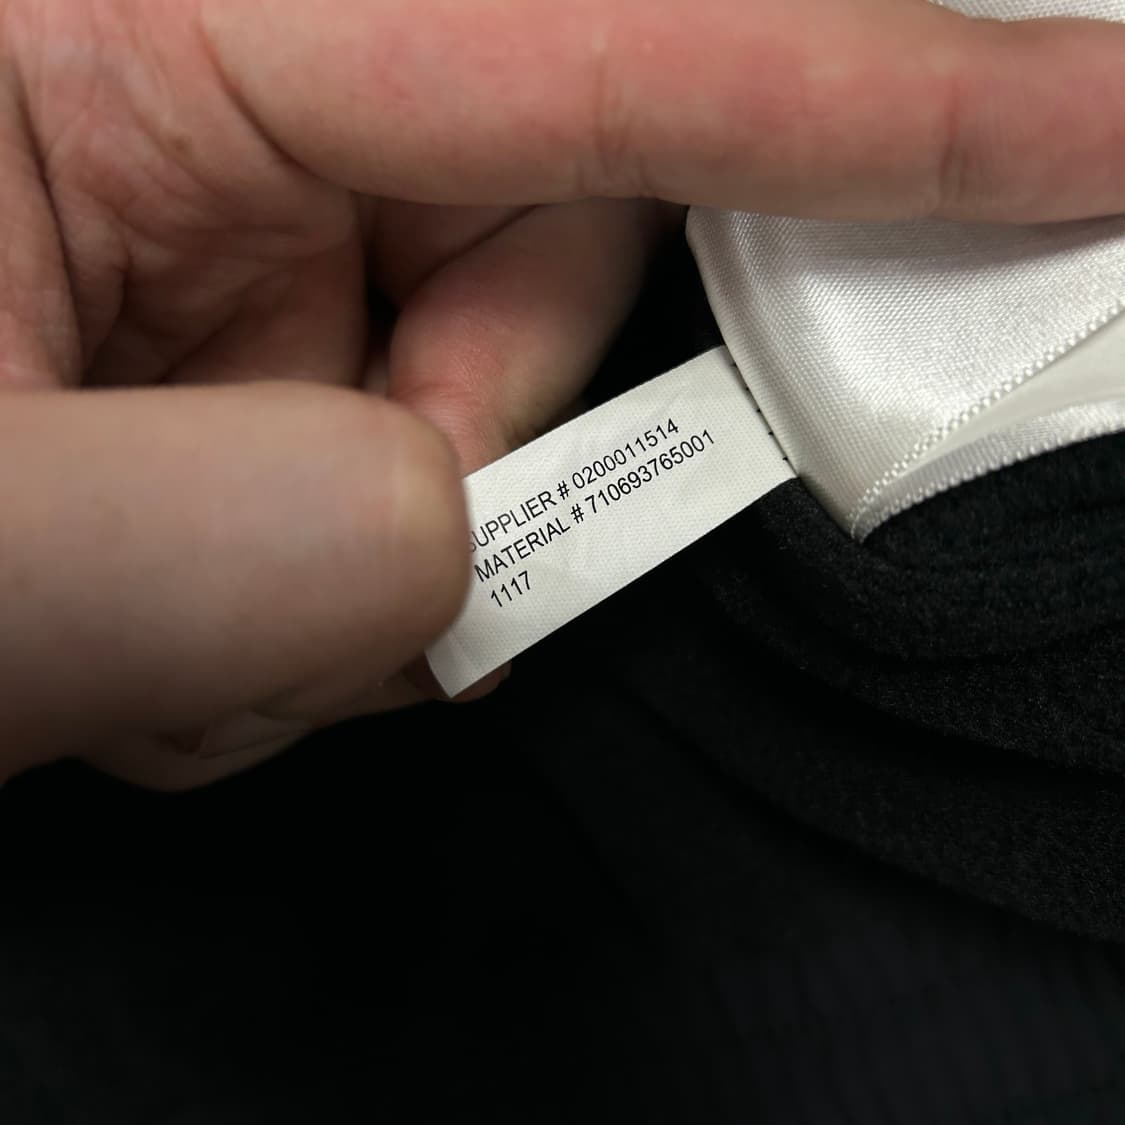 SUPPLIER # 0200011514
MATERIAL # 710693765001
1117